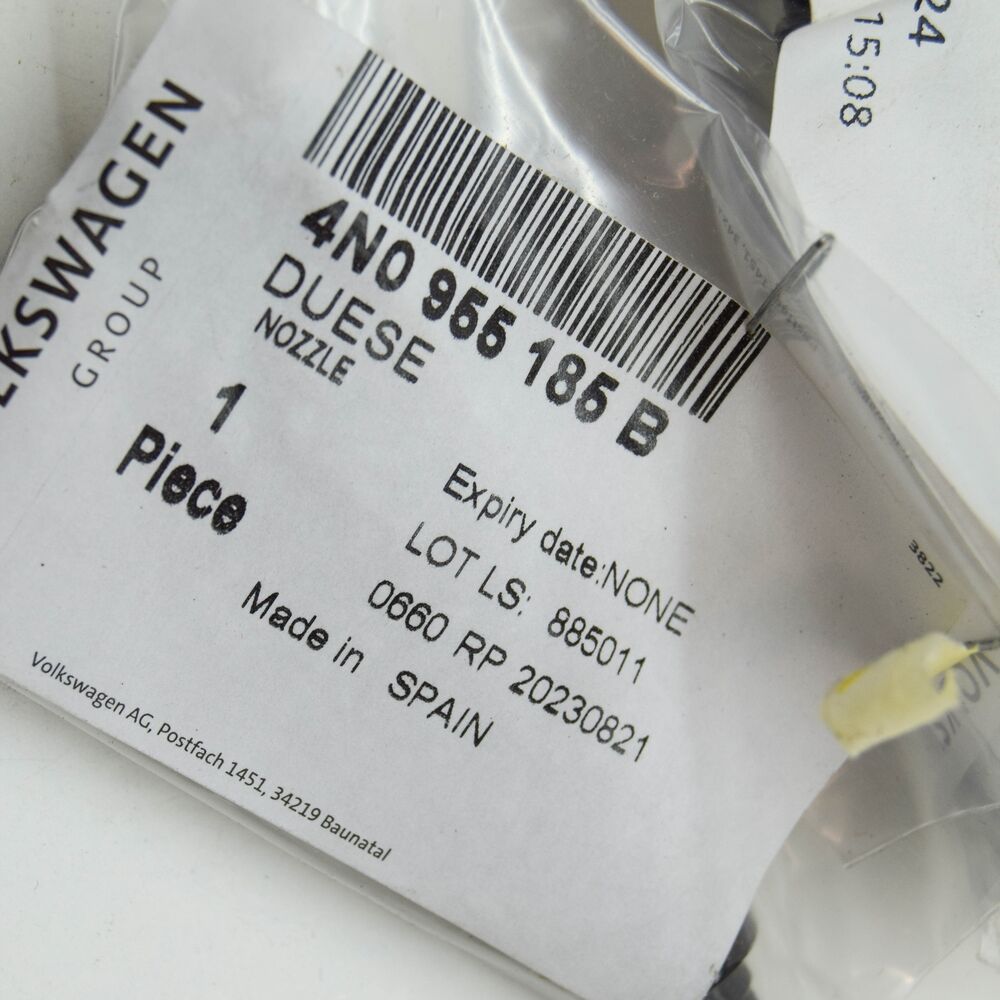 VOLKSWAGEN
GROUP
4N0 955 185 B
DUESE
NOZZLE
1
Piece
Expiry date:NONE
LOT LS: 885011
0660 RP 20230821
Made in SPAIN
Volkswagen AG, Postfach 1451, 34219 Baunatal
24
15:08
3822